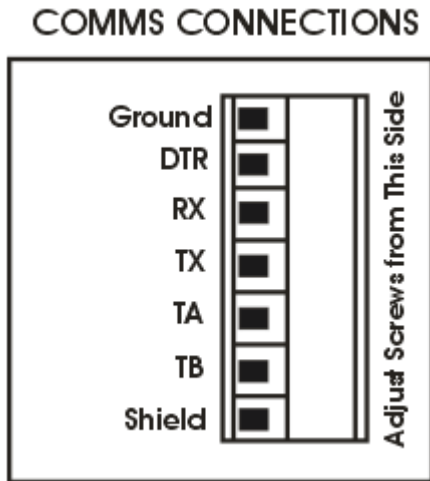 COMMS CONNECTIONS
Ground
DTR
RX
TX
TA
TB
Shield
Adjust Screws from This Side